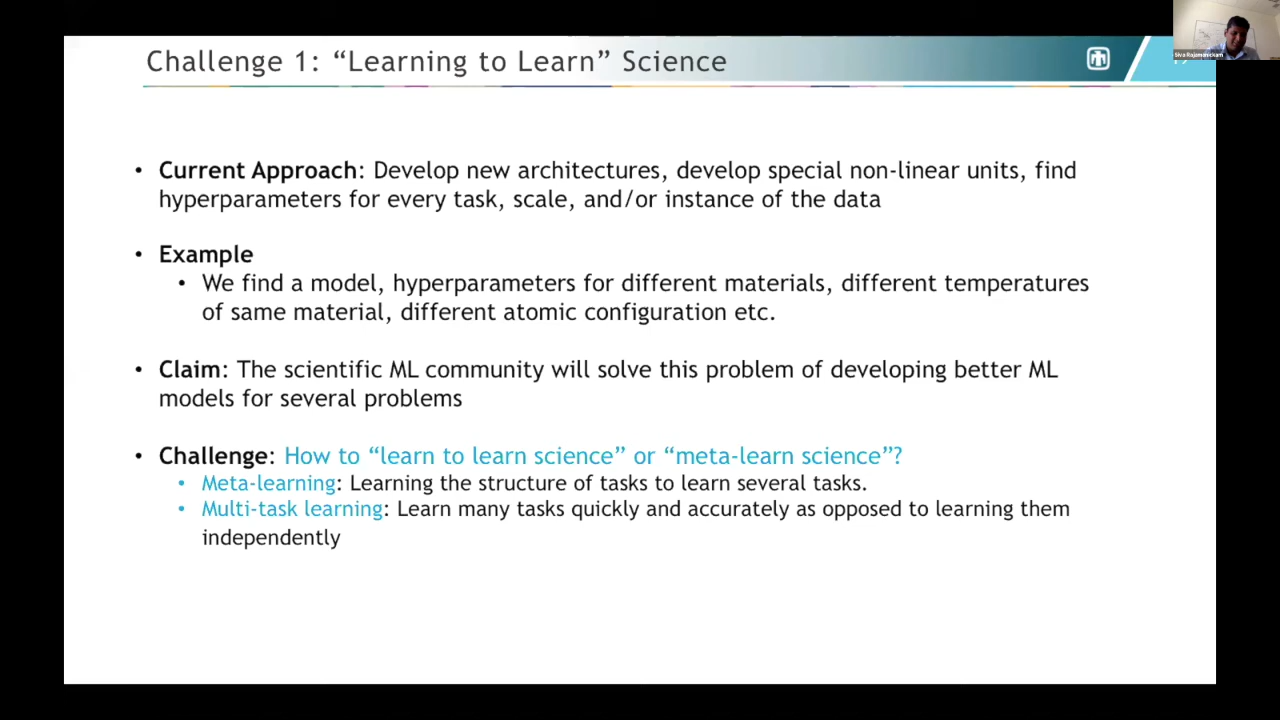 Siva Rajamanickam
Challenge 1: “Learning to Learn” Science
• Current Approach: Develop new architectures, develop special non-linear units, find
hyperparameters for every task, scale, and/or instance of the data
• Example
• We find a model, hyperparameters for different materials, different temperatures
of same material, different atomic configuration etc.
• Claim: The scientific ML community will solve this problem of developing better ML
models for several problems
• Challenge: How to “learn to learn science” or “meta-learn science”?
• Meta-learning: Learning the structure of tasks to learn several tasks.
• Multi-task learning: Learn many tasks quickly and accurately as opposed to learning them
independently